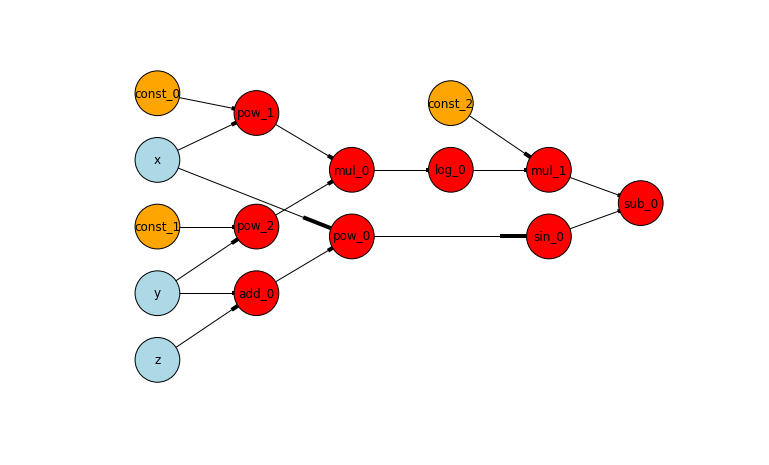 const_0
const_2
pow_1
x
mul_0
log_0
mul_1
sub_0
const_1
pow_2
pow_0
sin_0
y
add_0
z